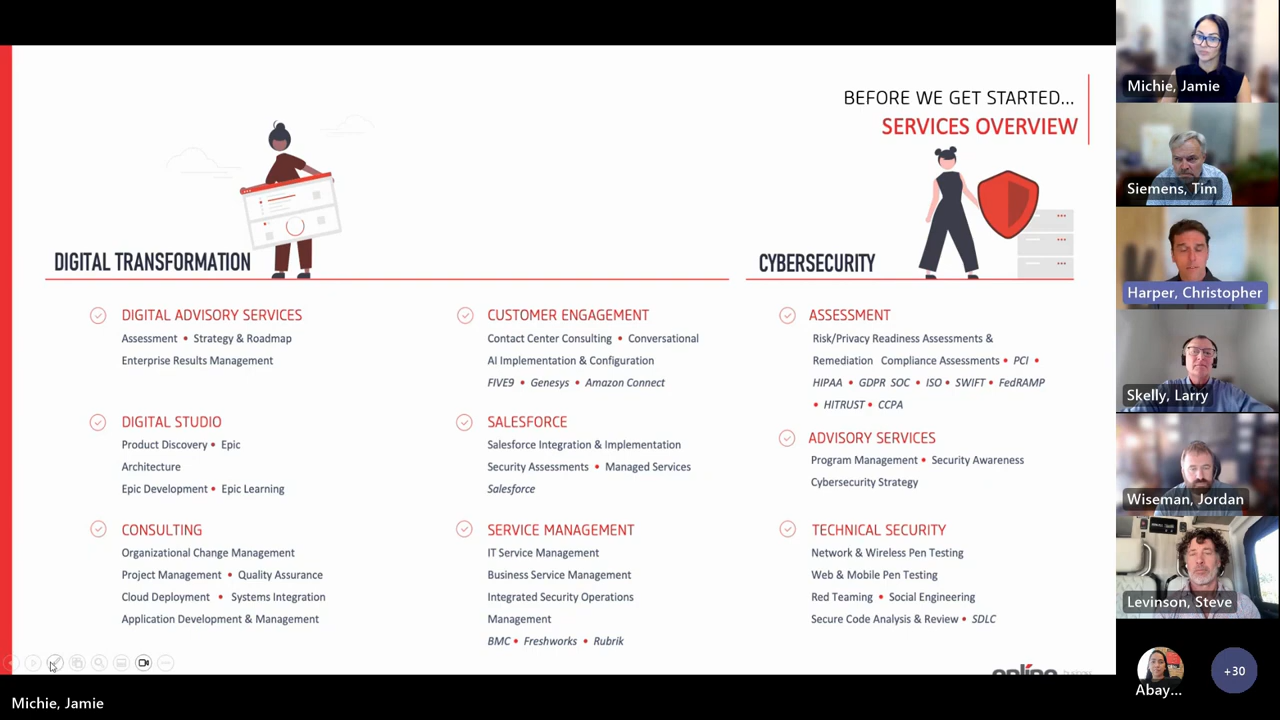 BEFORE WE GET STARTED...
SERVICES OVERVIEW
DIGITAL TRANSFORMATION
DIGITAL ADVISORY SERVICES
Assessment • Strategy & Roadmap
Enterprise Results Management
DIGITAL STUDIO
Product Discovery • Epic
Architecture
Epic Development • Epic Learning
CONSULTING
Organizational Change Management
Project Management • Quality Assurance
Cloud Deployment • Systems Integration
Application Development & Management
CUSTOMER ENGAGEMENT
Contact Center Consulting • Conversational
AI Implementation & Configuration
FIVE9 • Genesys • Amazon Connect
SALESFORCE
Salesforce Integration & Implementation
Security Assessments • Managed Services
Salesforce
SERVICE MANAGEMENT
IT Service Management
Business Service Management
Integrated Security Operations
Management
BMC • Freshworks • Rubrik
CYBERSECURITY
ASSESSMENT
Risk/Privacy Readiness Assessments &
Remediation Compliance Assessments • PCI •
HIPAA • GDPR SOC • ISO • SWIFT • FedRAMP
• HITRUST • CCPA
ADVISORY SERVICES
Program Management • Security Awareness
Cybersecurity Strategy
TECHNICAL SECURITY
Network & Wireless Pen Testing
Web & Mobile Pen Testing
Red Teaming • Social Engineering
Secure Code Analysis & Review • SDLC
online business
Michie, Jamie
Michie, Jamie
Siemens, Tim
Harper, Christopher
Skelly, Larry
Wiseman, Jordan
Levinson, Steve
Abay...
+30